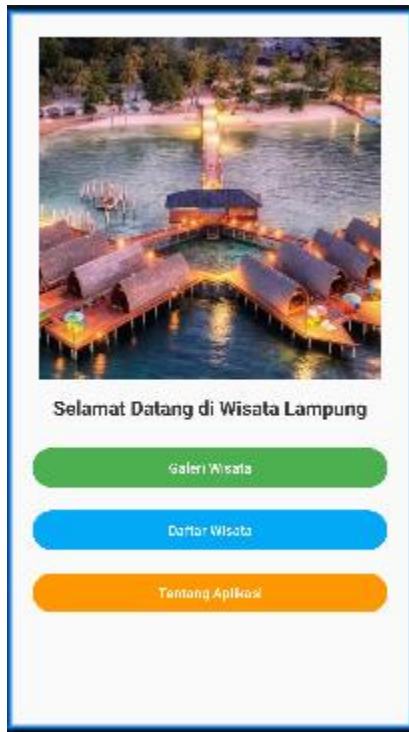 Selamat Datang di Wisata Lampung
Galeri Wisata
Daftar Wisata
Tentang Aplikasi